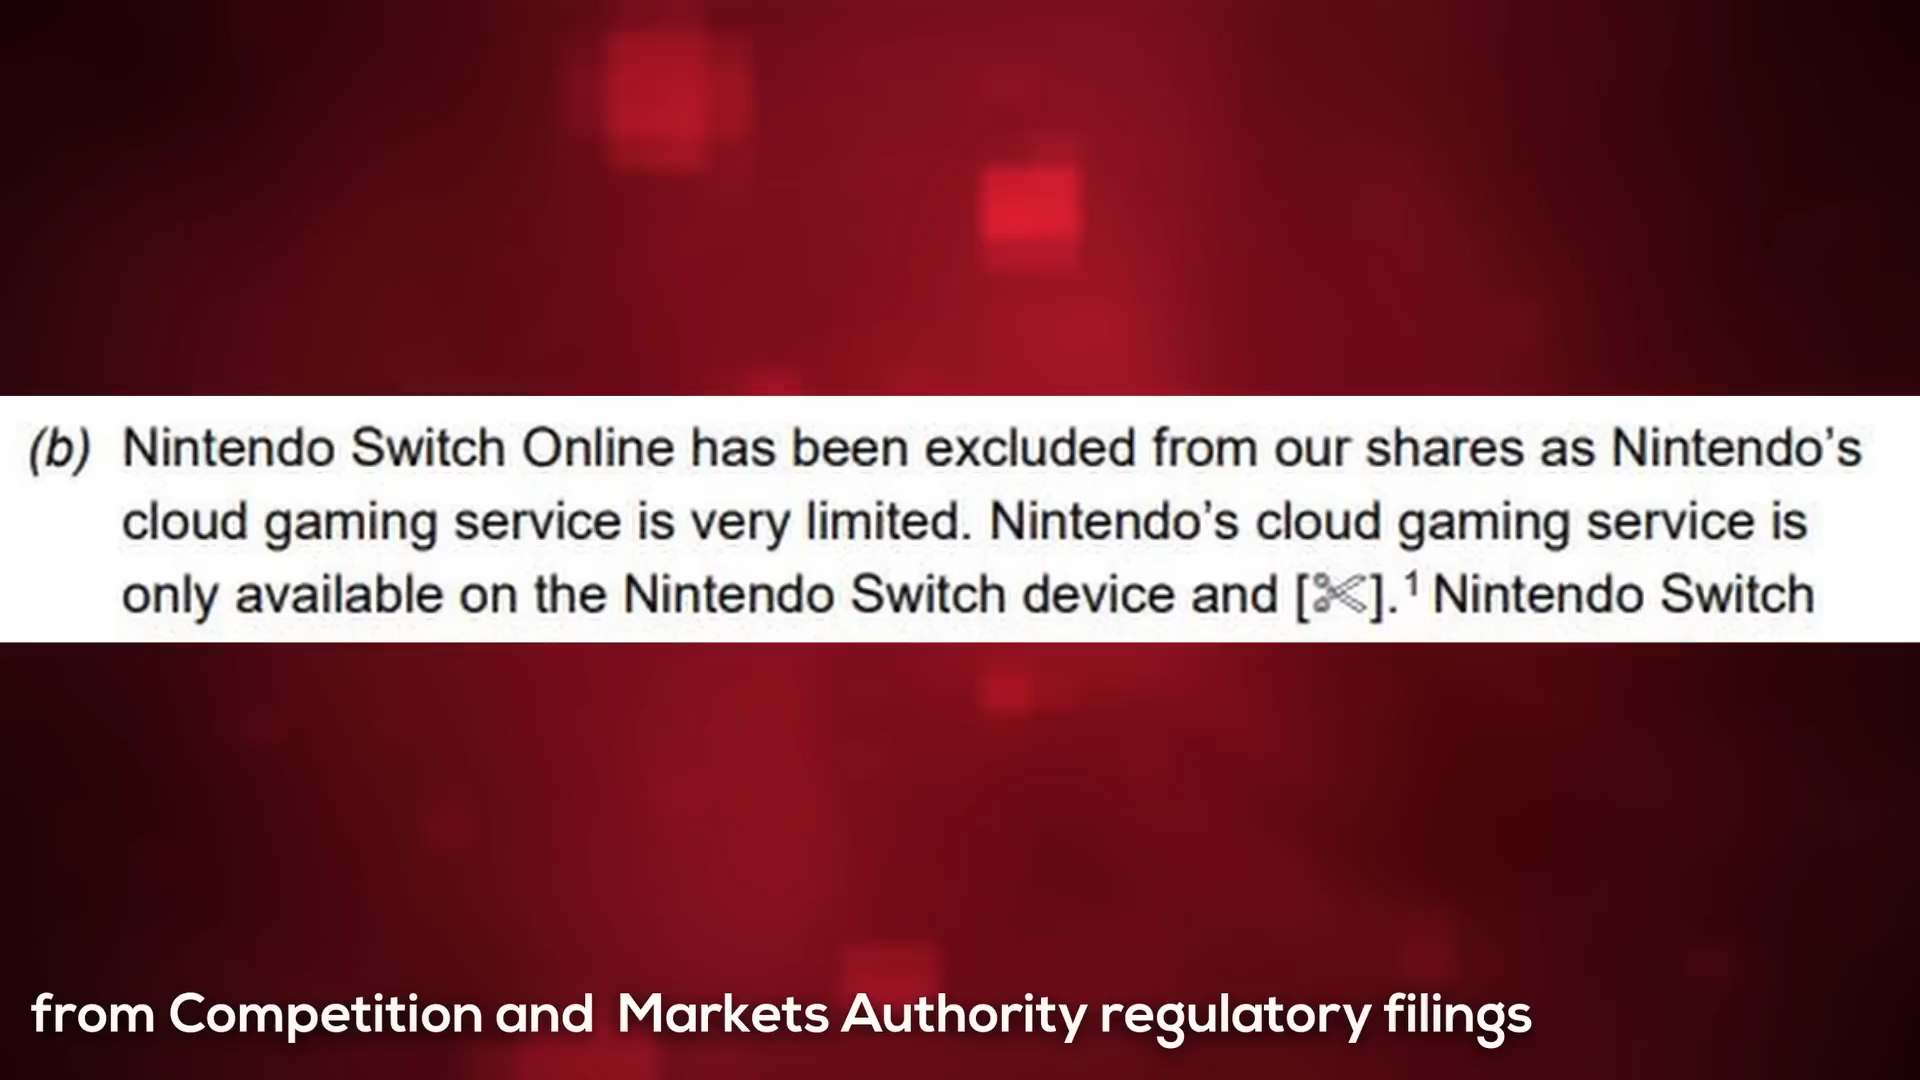 (b) Nintendo Switch Online has been excluded from our shares as Nintendo's
cloud gaming service is very limited. Nintendo's cloud gaming service is
only available on the Nintendo Switch device and [✂].¹ Nintendo Switch
from Competition and Markets Authority regulatory filings